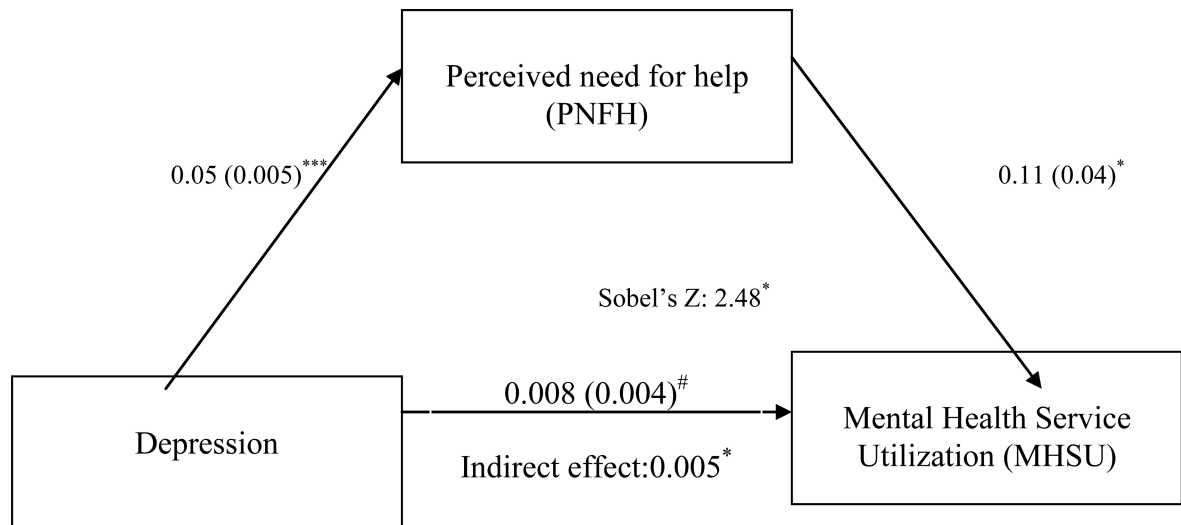 Perceived need for help
(PNFH)
0.05 (0.005)***
0.11 (0.04)*
Sobel’s Z: 2.48*
0.008 (0.004)#
Depression
Indirect effect:0.005*
Mental Health Service
Utilization (MHSU)